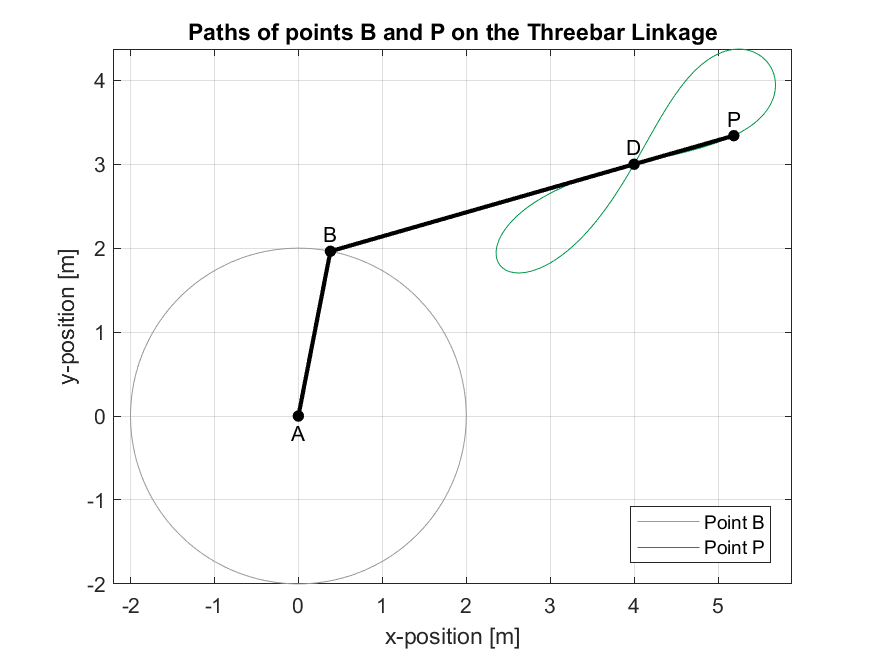 Paths of points B and P on the Threebar Linkage
y-position [m]
4
3
2
1
0
-1
-2
P
D
B
A
Point B
Point P
-2
-1
0
1
2
3
4
5
x-position [m]